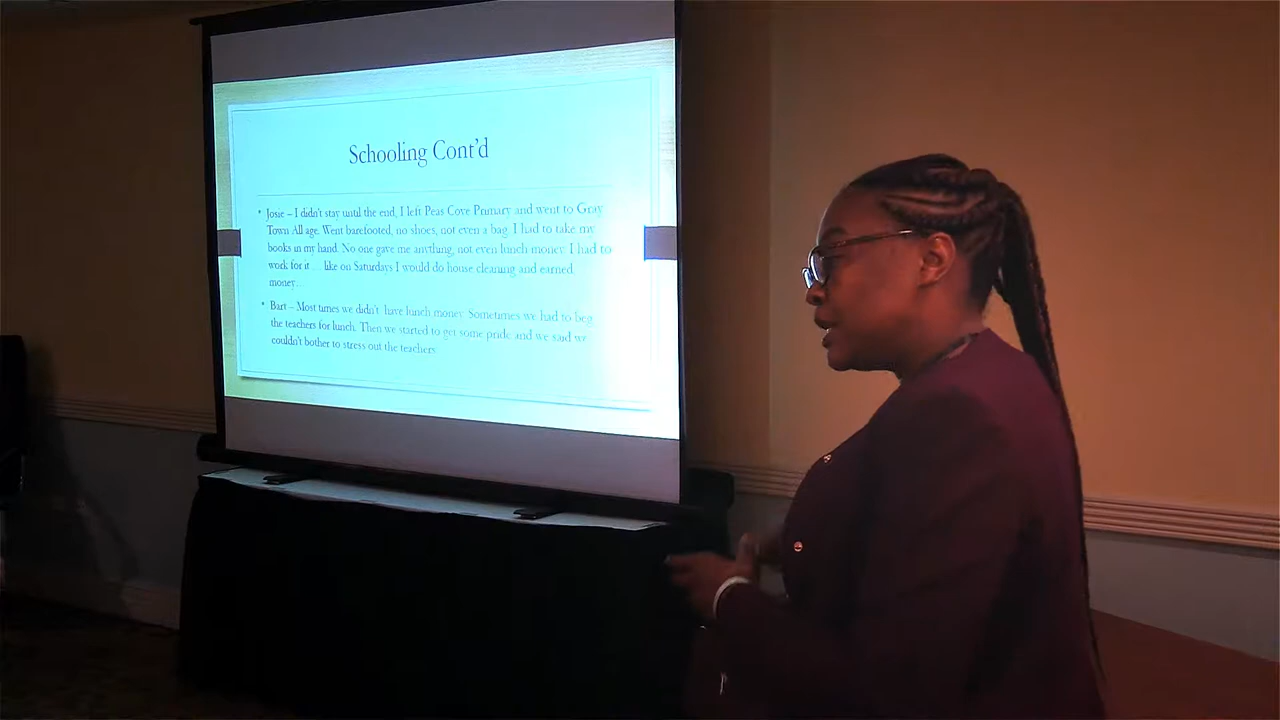 Schooling Cont'd
• Josie – I didn't stay until the end, I left Peas Cove Primary and went to Gray
Town All age. Went barefooted, no shoes, not even a bag. I had to take my
books in my hand. No one gave me anything, not even lunch money. I had to
work for it… like on Saturdays I would do house cleaning and earned
money…
• Bart – Most times we didn't have lunch money. Sometimes we had to beg
the teachers for lunch. Then we started to get some pride and we said we
couldn't bother to stress out the teachers.